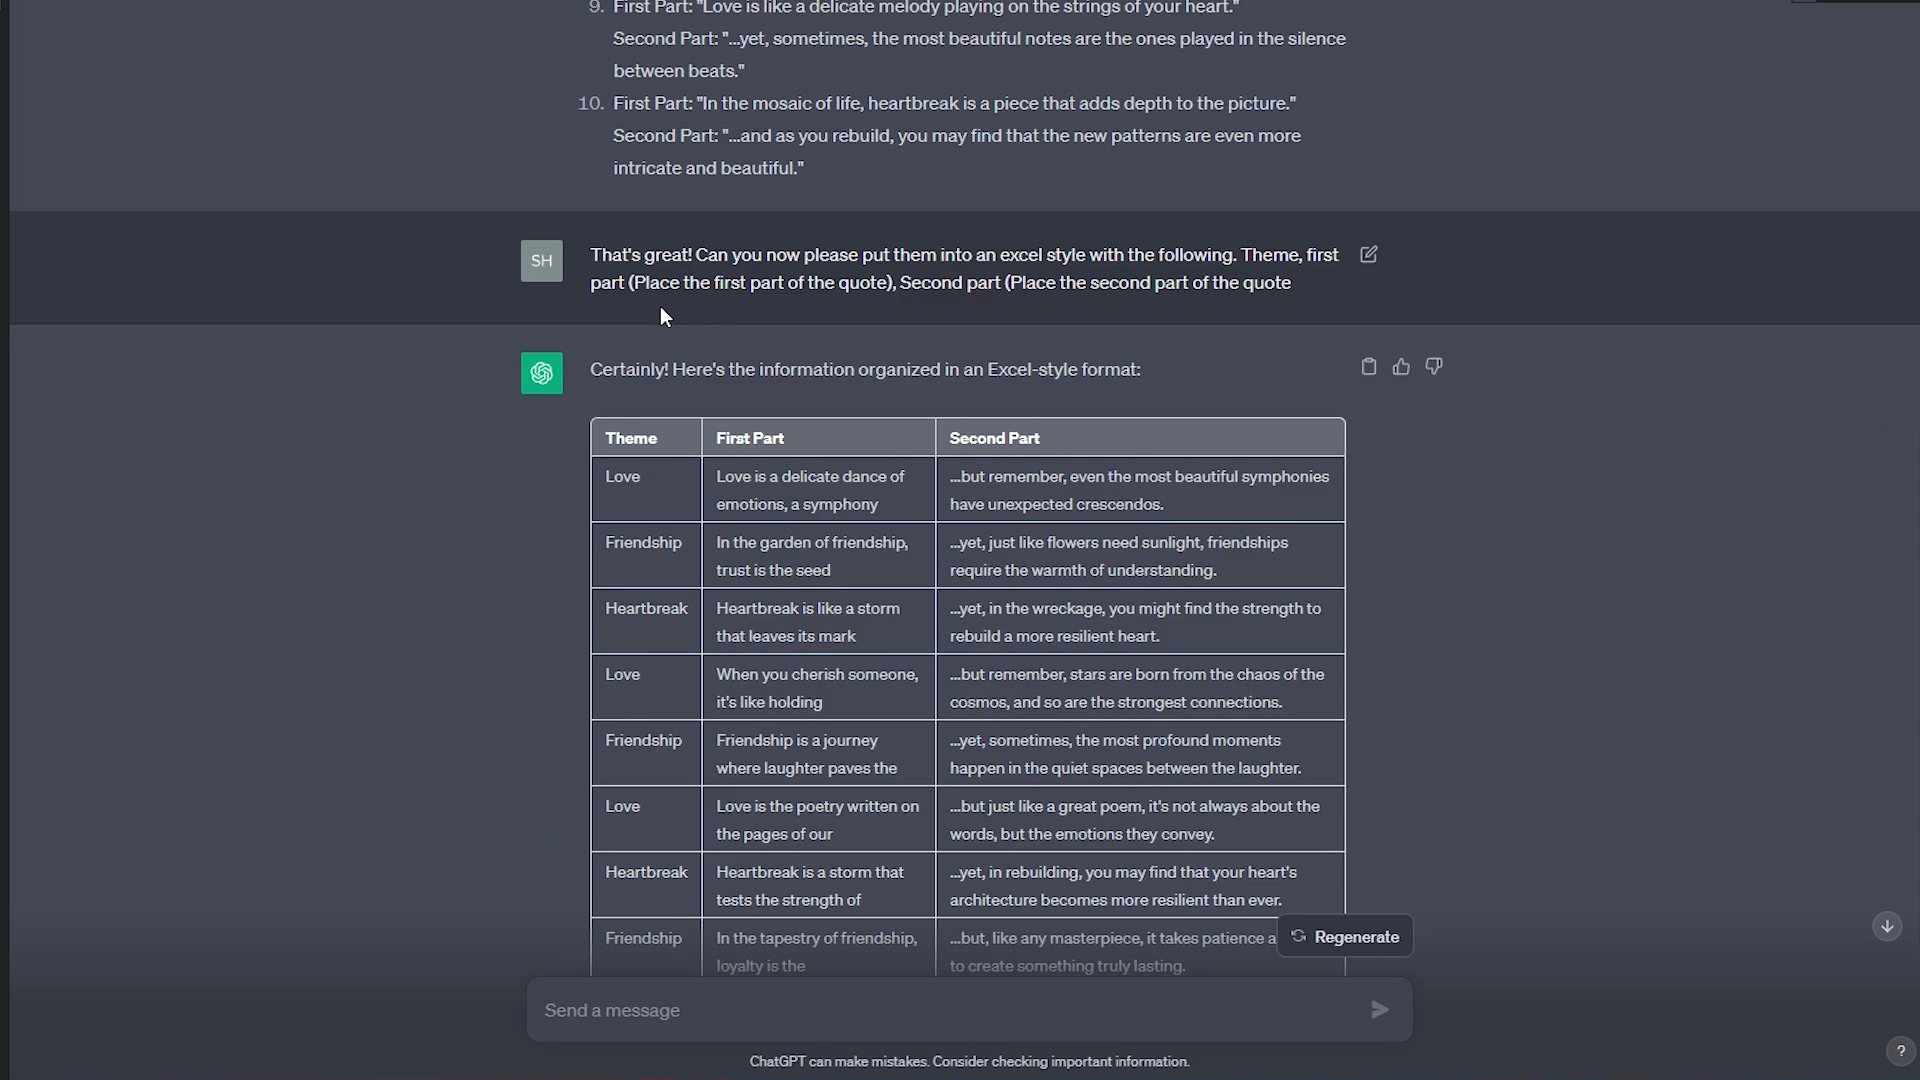 9. First Part: "Love is like a delicate melody playing on the strings of your heart."
Second Part: "...yet, sometimes, the most beautiful notes are the ones played in the silence
between beats."
10. First Part: "In the mosaic of life, heartbreak is a piece that adds depth to the picture."
Second Part: "...and as you rebuild, you may find that the new patterns are even more
intricate and beautiful."
SH
That's great! Can you now please put them into an excel style with the following. Theme, first
part (Place the first part of the quote), Second part (Place the second part of the quote
Certainly! Here's the information organized in an Excel-style format:
Theme First Part Second Part
Love Love is a delicate dance of ...but remember, even the most beautiful symphonies
emotions, a symphony have unexpected crescendos.
Friendship In the garden of friendship, ...yet, just like flowers need sunlight, friendships
trust is the seed require the warmth of understanding.
Heartbreak Heartbreak is like a storm ...yet, in the wreckage, you might find the strength to
that leaves its mark rebuild a more resilient heart.
Love When you cherish someone, ...but remember, stars are born from the chaos of the
it's like holding cosmos, and so are the strongest connections.
Friendship Friendship is a journey ...yet, sometimes, the most profound moments
where laughter paves the happen in the quiet spaces between the laughter.
Love Love is the poetry written on ...but just like a great poem, it's not always about the
the pages of our words, but the emotions they convey.
Heartbreak Heartbreak is a storm that ...yet, in rebuilding, you may find that your heart's
tests the strength of architecture becomes more resilient than ever.
Friendship In the tapestry of friendship, ...but, like any masterpiece, it takes patience a
loyalty is the to create something truly lasting.
Regenerate
Send a message
ChatGPT can make mistakes. Consider checking important information.
?